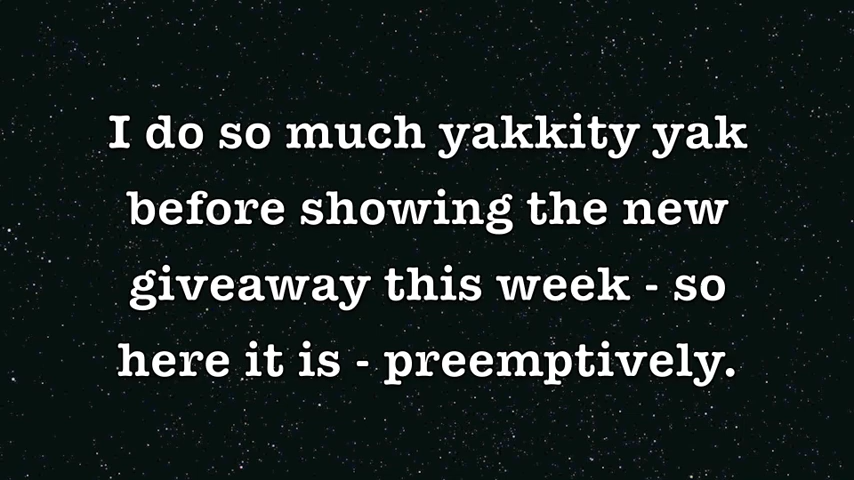 I do so much yakkity yak
before showing the new
giveaway this week - so
here it is - preemptively.